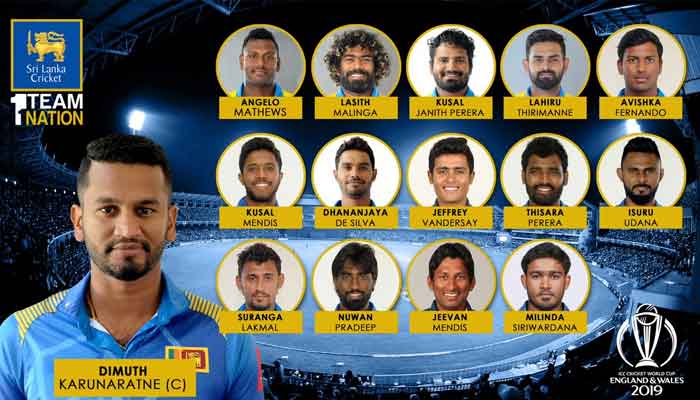 Sri Lanka
Cricket
1TEAM
NATION
ANGELO
MATHEWS
LASITH
MALINGA
KUSAL
JANITH PERERA
LAHIRU
THIRIMANNE
AVISHKA
FERNANDO
KUSAL
MENDIS
DHANANJAYA
DE SILVA
JEFFREY
VANDERSAY
THISARA
PERERA
ISURU
UDANA
SURANGA
LAKMAL
NUWAN
PRADEEP
JEEVAN
MENDIS
MILINDA
SIRIWARDANA
DIMUTH
KARUNARATNE (C)
ICC CRICKET WORLD CUP
ENGLAND & WALES
2019